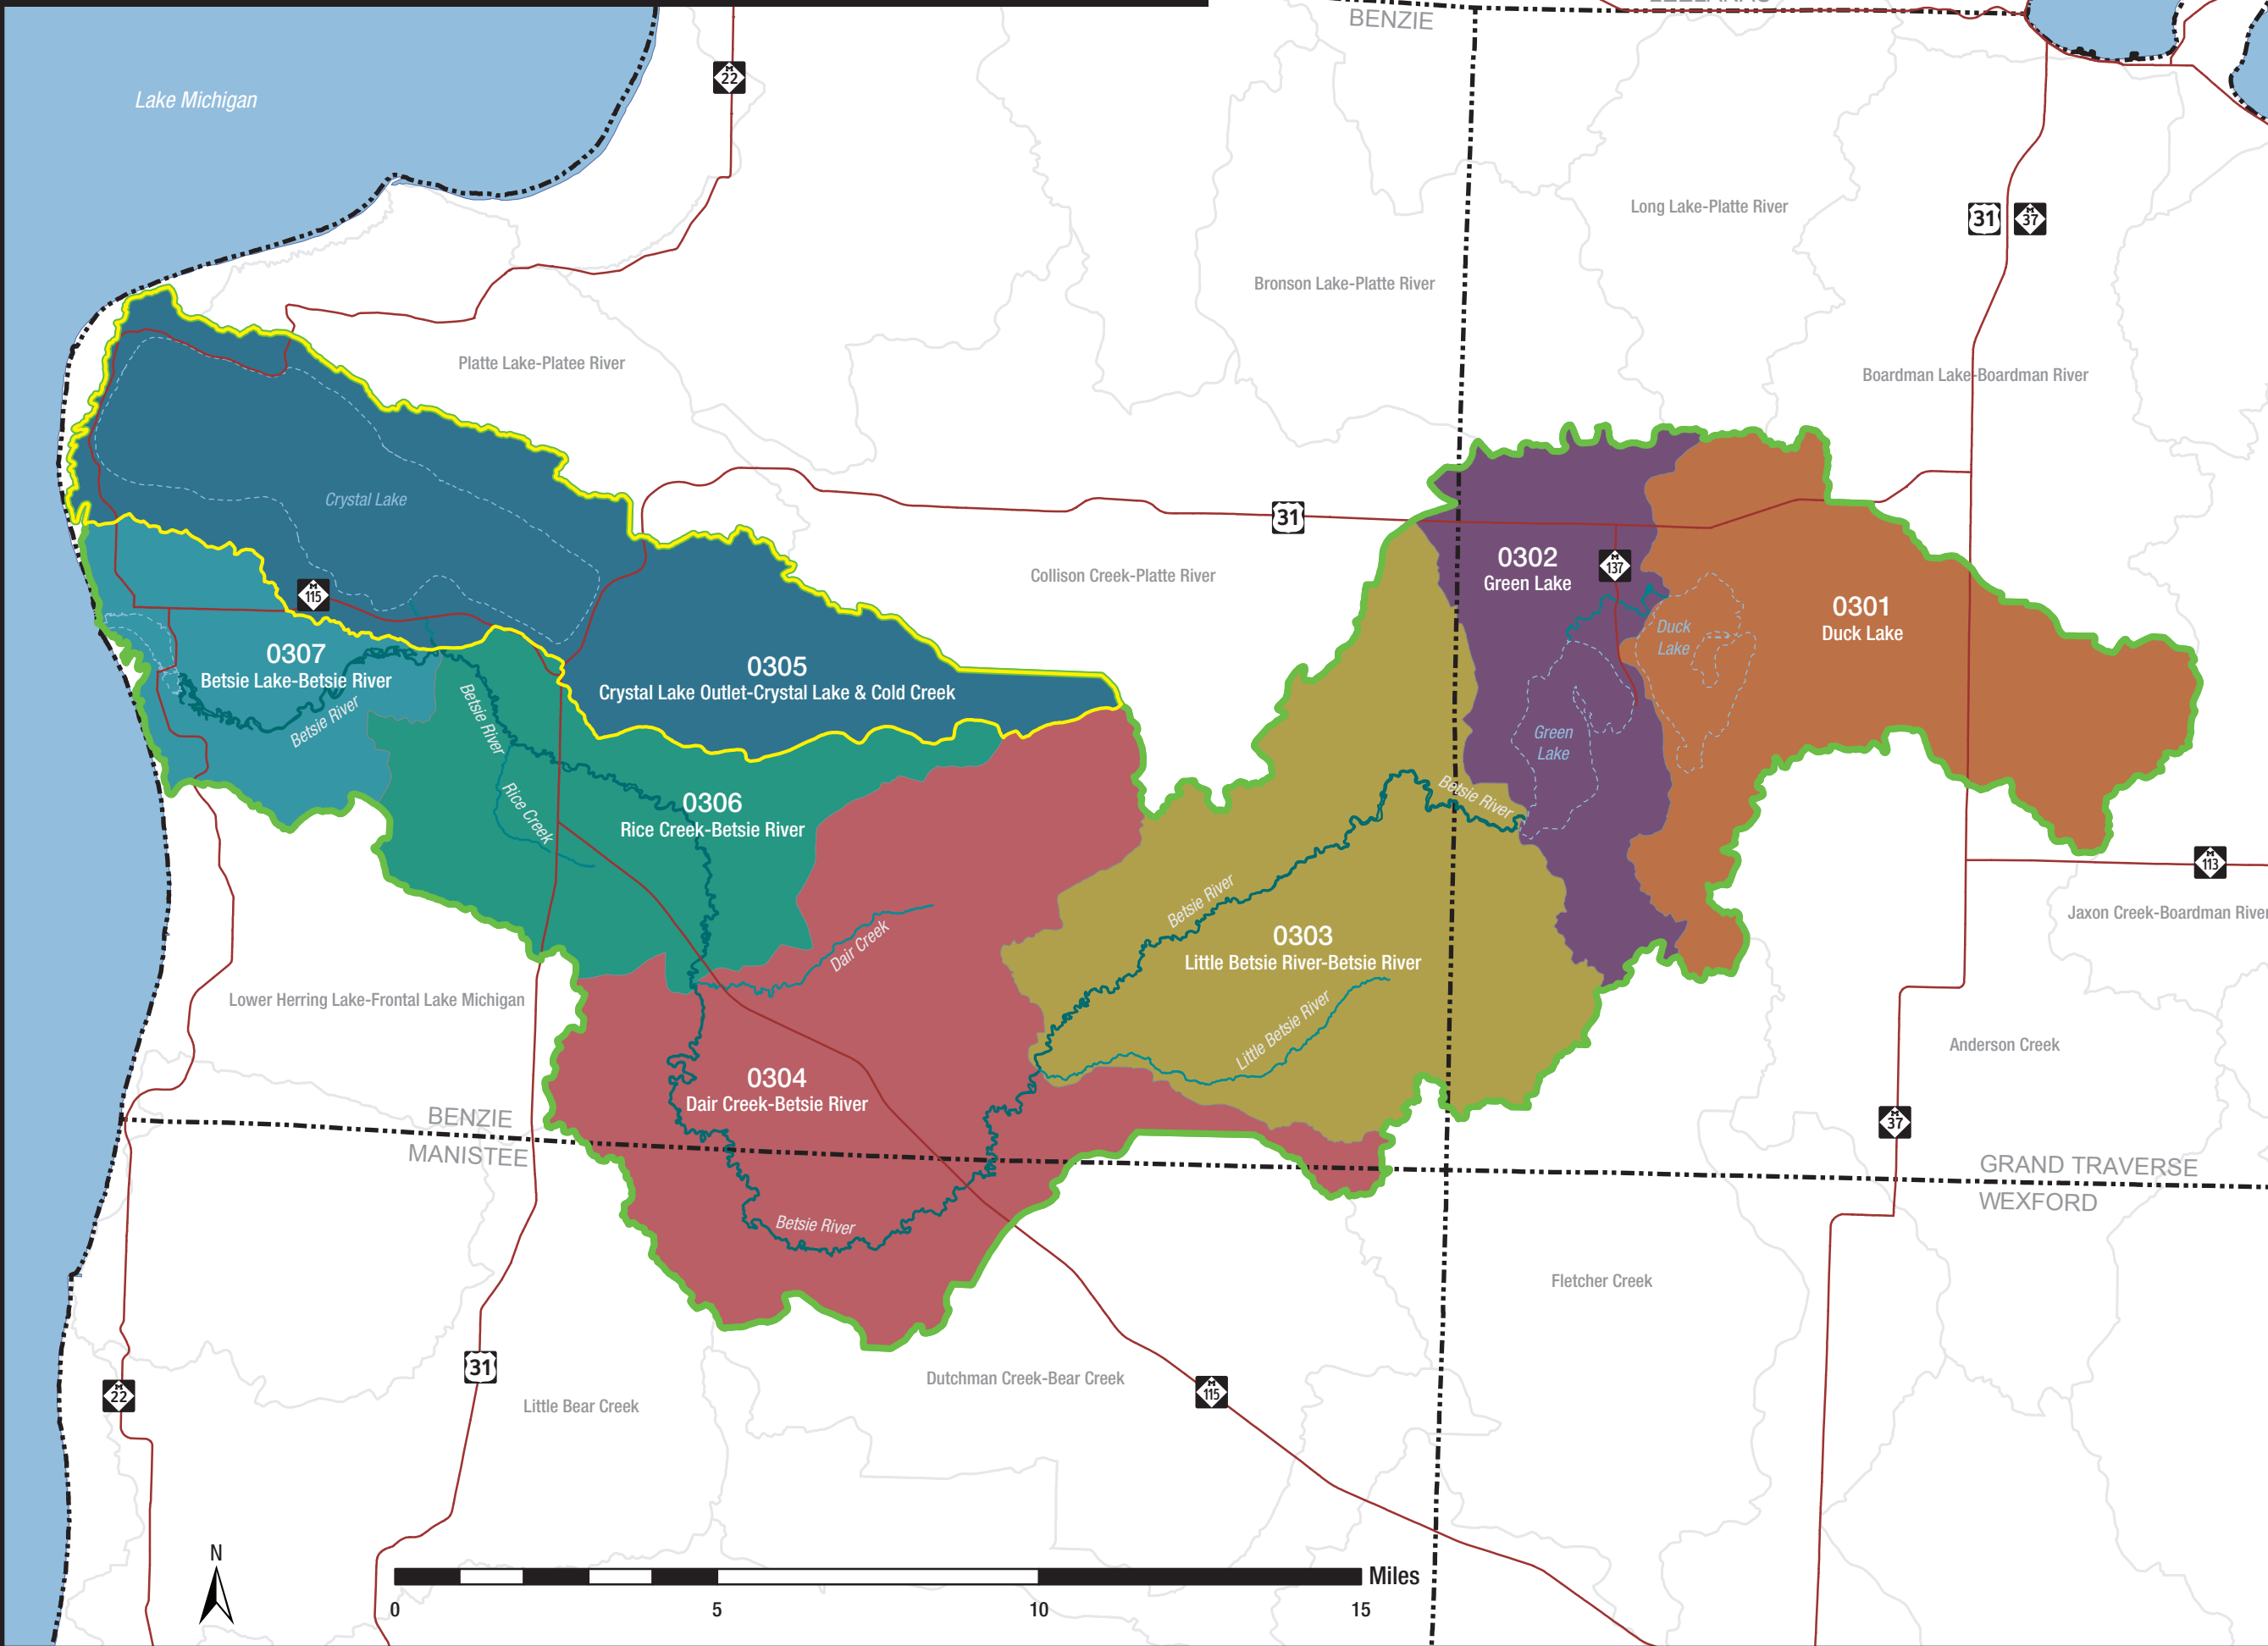 BENZIE
M 22
Lake Michigan
Long Lake-Platte River
31
M 37
Bronson Lake-Platte River
Platte Lake-Platee River
Boardman Lake-Boardman River
Crystal Lake
31
0302
Green Lake
M 137
Collison Creek-Platte River
M 115
0301
Duck Lake
Duck
Lake
0307
Betsie Lake-Betsie River
0305
Crystal Lake Outlet-Crystal Lake & Cold Creek
Betsie River
Betsie River
Green
Lake
Rice Creek
0306
Rice Creek-Betsie River
Betsie River
M 113
Betsie River
Jaxon Creek-Boardman River
Dair Creek
0303
Little Betsie River-Betsie River
Lower Herring Lake-Frontal Lake Michigan
Little Betsie River
Anderson Creek
0304
Dair Creek-Betsie River
BENZIE
MANISTEE
M 37
GRAND TRAVERSE
WEXFORD
Betsie River
Fletcher Creek
31
M 22
Dutchman Creek-Bear Creek
M 115
Little Bear Creek
N
Miles
0 5 10 15